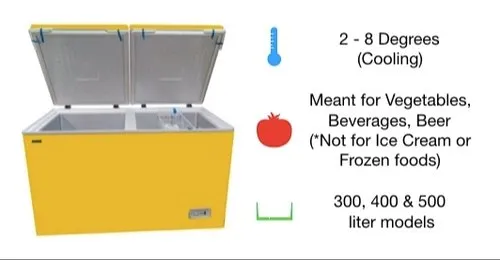 2 - 8 Degrees
(Cooling)
Meant for Vegetables,
Beverages, Beer
(*Not for Ice Cream or
Frozen foods)
300, 400 & 500
liter models